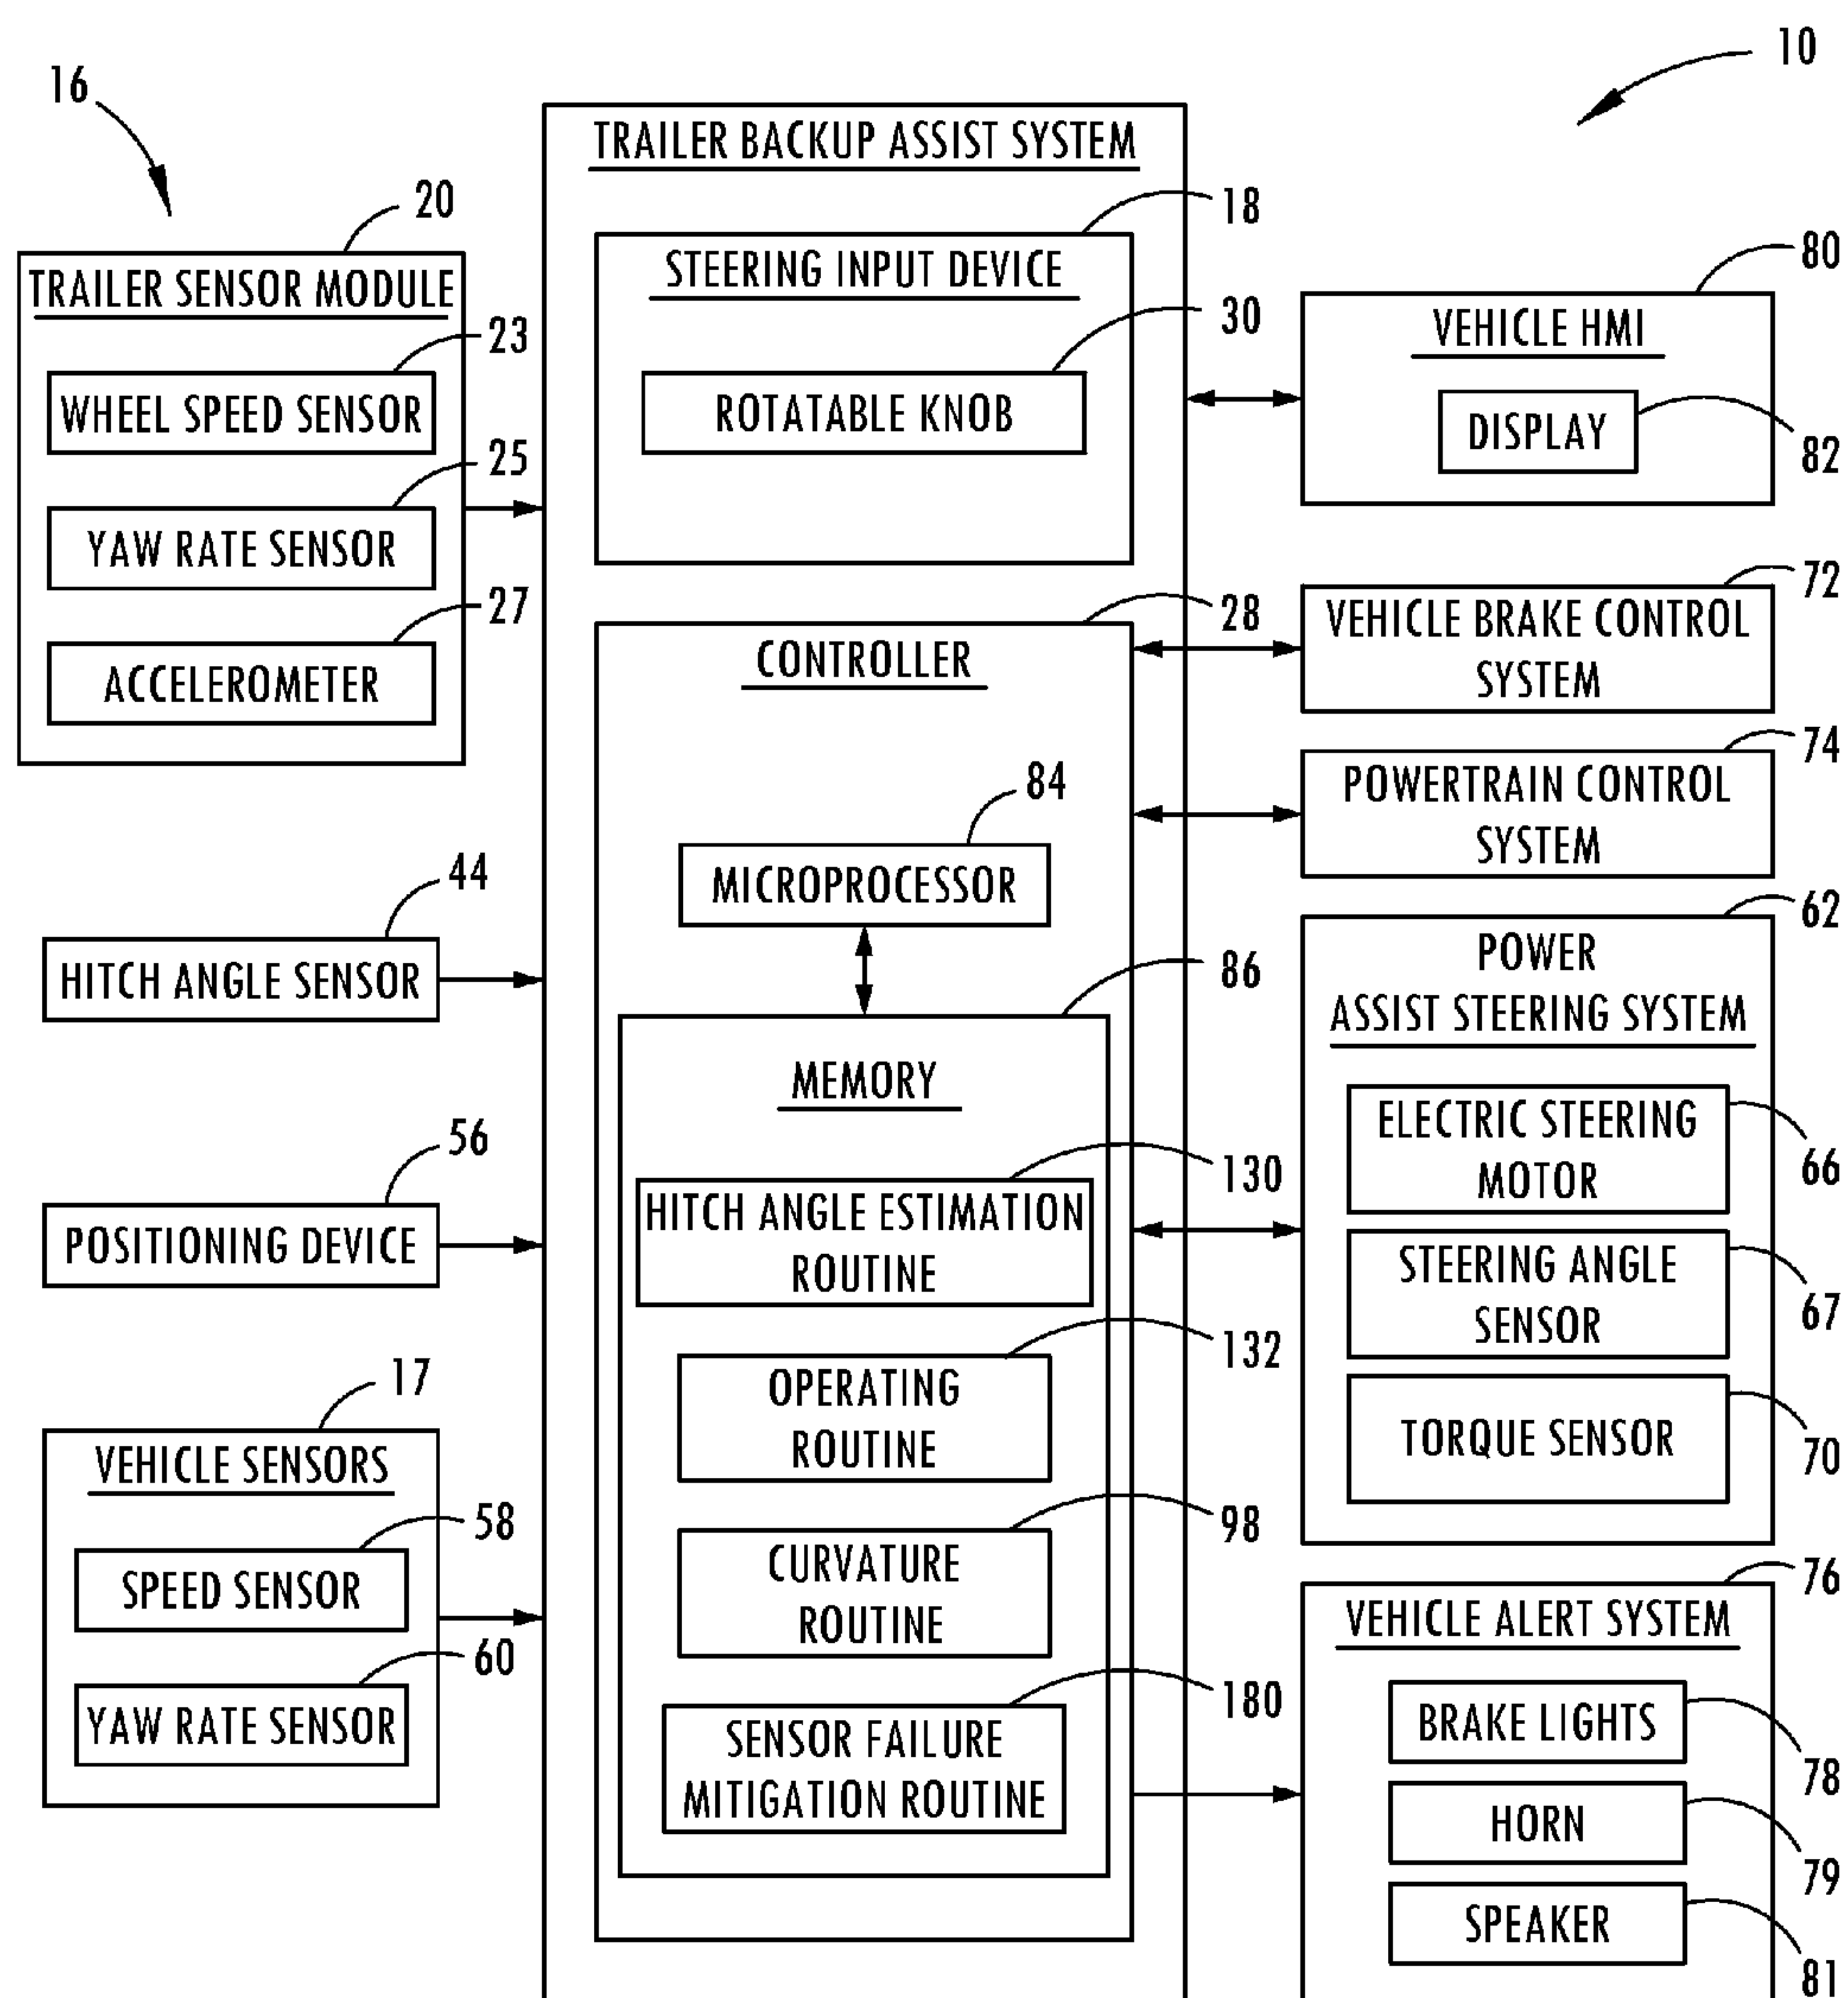 10
16
TRAILER BACKUP ASSIST SYSTEM
20
TRAILER SENSOR MODULE
23
WHEEL SPEED SENSOR
25
YAW RATE SENSOR
27
ACCELEROMETER
44
HITCH ANGLE SENSOR
56
POSITIONING DEVICE
17
VEHICLE SENSORS
58
SPEED SENSOR
60
YAW RATE SENSOR
18
STEERING INPUT DEVICE
30
ROTATABLE KNOB
28
CONTROLLER
84
MICROPROCESSOR
86
MEMORY
130
HITCH ANGLE ESTIMATION
ROUTINE
132
OPERATING
ROUTINE
98
CURVATURE
ROUTINE
180
SENSOR FAILURE
MITIGATION ROUTINE
80
VEHICLE HMI
DISPLAY
82
72
VEHICLE BRAKE CONTROL
SYSTEM
74
POWERTRAIN CONTROL
SYSTEM
62
POWER
ASSIST STEERING SYSTEM
ELECTRIC STEERING
MOTOR
66
STEERING ANGLE
SENSOR
67
TORQUE SENSOR
70
76
VEHICLE ALERT SYSTEM
BRAKE LIGHTS
78
HORN
79
SPEAKER
81